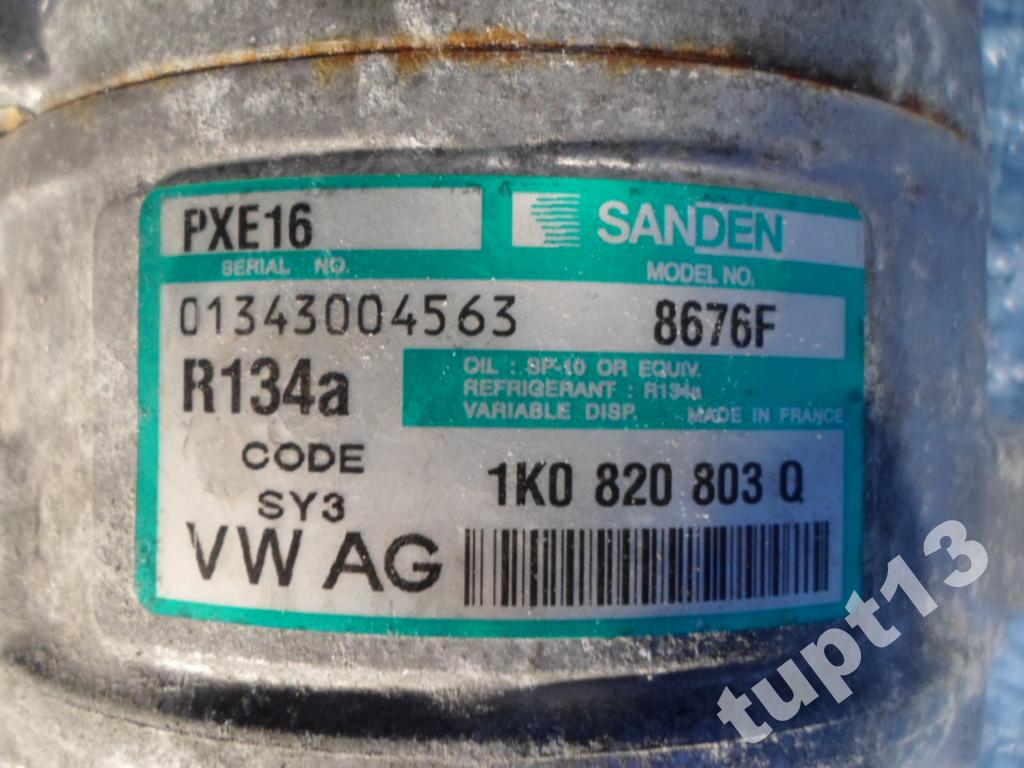 PXE16
SANDEN
SERIAL NO.
MODEL NO.
01343004563
8676F
R134a
OIL : SP-10 OR EQUIV.
REFRIGERANT : R134a
VARIABLE DISP. MADE IN FRANCE
CODE
SY3
1K0 820 803 Q
VW AG
tupt13